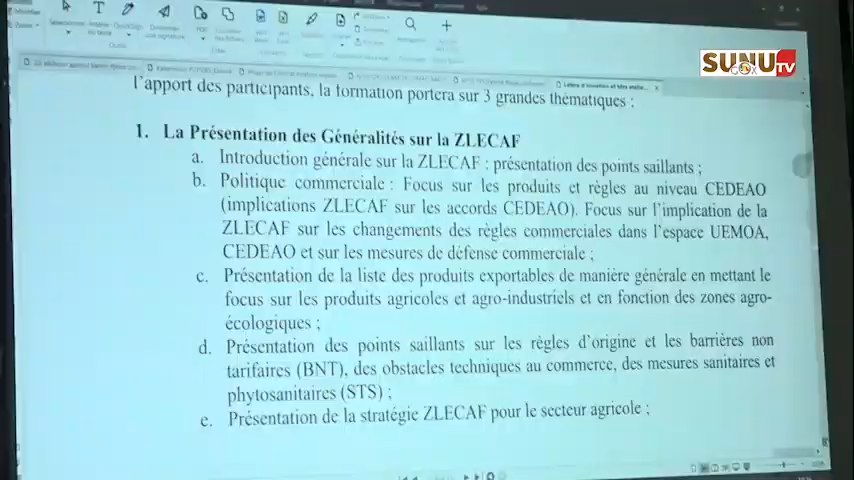 SUNU TV
l'apport des participants, la formation portera sur 3 grandes thématiques :
1. La Présentation des Généralités sur la ZLECAF
a. Introduction générale sur la ZLECAF : présentation des points saillants ;
b. Politique commerciale : Focus sur les produits et règles au niveau CEDEAO
(implications ZLECAF sur les accords CEDEAO). Focus sur l'implication de la
ZLECAF sur les changements des règles commerciales dans l'espace UEMOA,
CEDEAO et sur les mesures de défense commerciale ;
c. Présentation de la liste des produits exportables de manière générale en mettant le
focus sur les produits agricoles et agro-industriels et en fonction des zones agro-
écologiques ;
d. Présentation des points saillants sur les règles d'origine et les barrières non
tarifaires (BNT), des obstacles techniques au commerce, des mesures sanitaires et
phytosanitaires (STS) ;
e. Présentation de la stratégie ZLECAF pour le secteur agricole ;